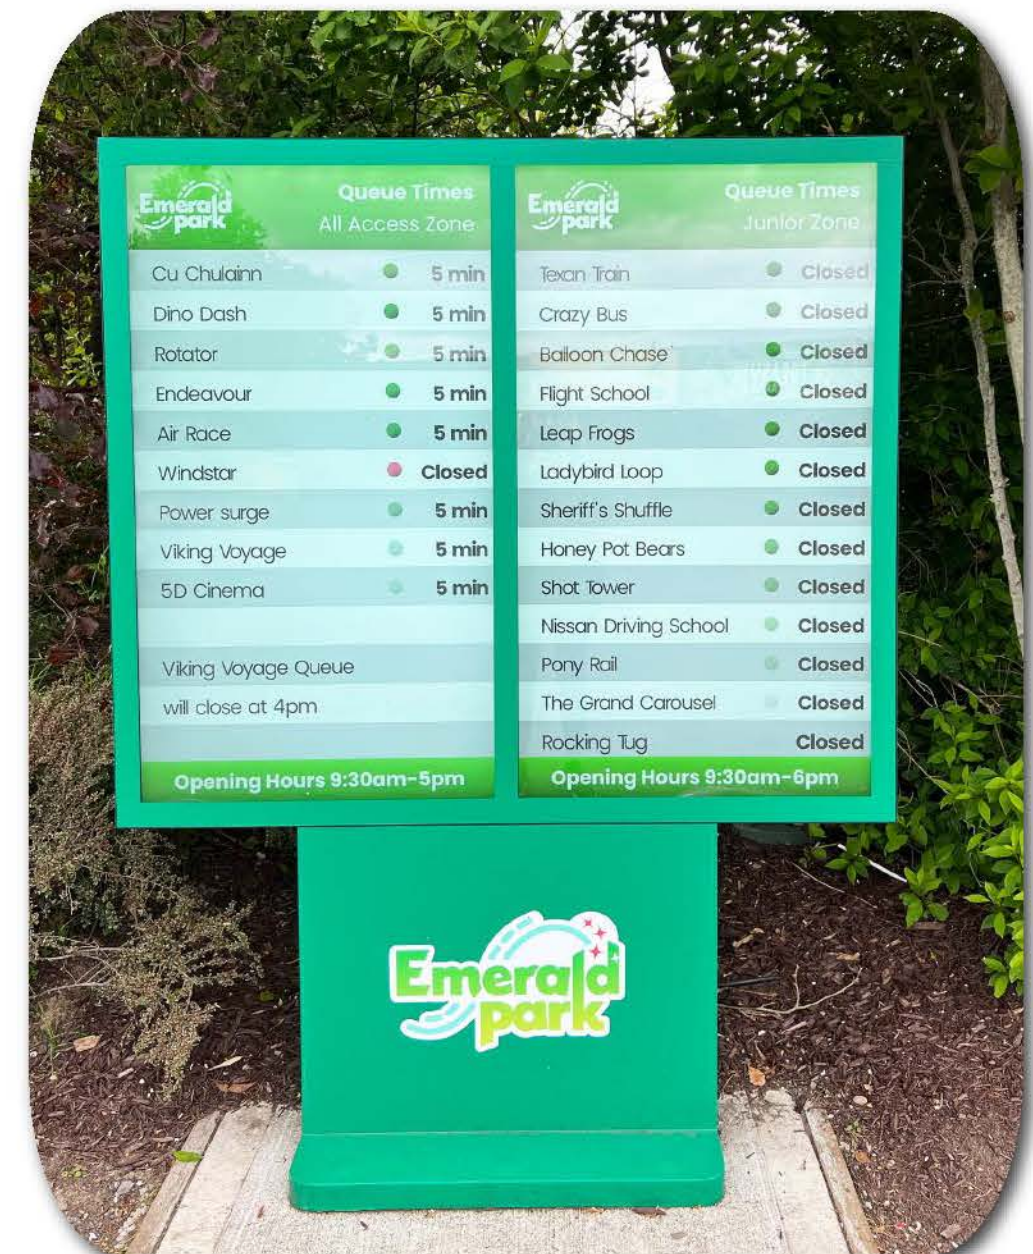 Emerald
park
Queue Times
All Access Zone
Cu Chulainn 5 min
Dino Dash 5 min
Rotator 5 min
Endeavour 5 min
Air Race 5 min
Windstar Closed
Power surge 5 min
Viking Voyage 5 min
5D Cinema 5 min
Viking Voyage Queue
will close at 4pm
Opening Hours 9:30am-5pm
Emerald
park
Queue Times
Junior Zone
Texan Train Closed
Crazy Bus Closed
Balloon Chase Closed
Flight School Closed
Leap Frogs Closed
Ladybird Loop Closed
Sheriff's Shuffle Closed
Honey Pot Bears Closed
Shot Tower Closed
Nissan Driving School Closed
Pony Rail Closed
The Grand Carousel Closed
Rocking Tug Closed
Opening Hours 9:30am-6pm
Emerald
park